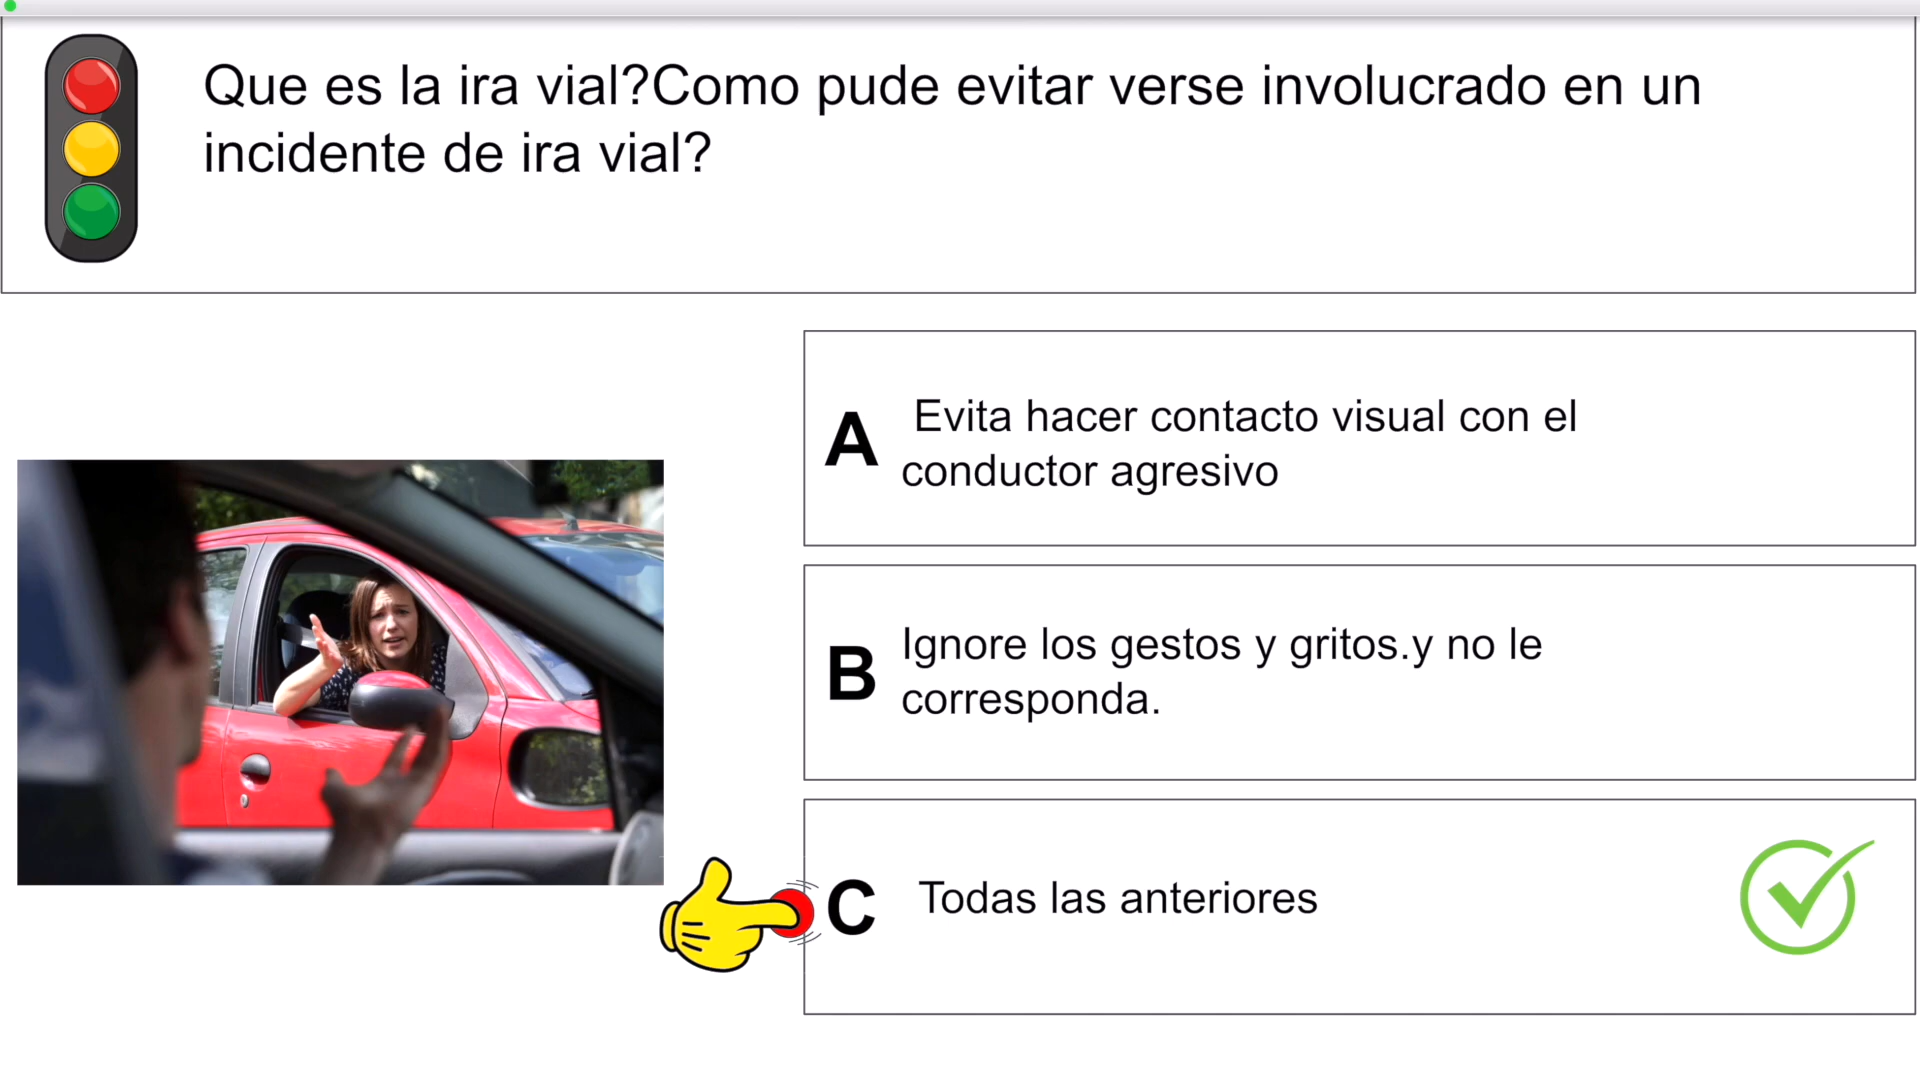 Que es la ira vial?Como pude evitar verse involucrado en un
incidente de ira vial?
A
Evita hacer contacto visual con el
conductor agresivo
B
Ignore los gestos y gritos.y no le
corresponda.
C
Todas las anteriores